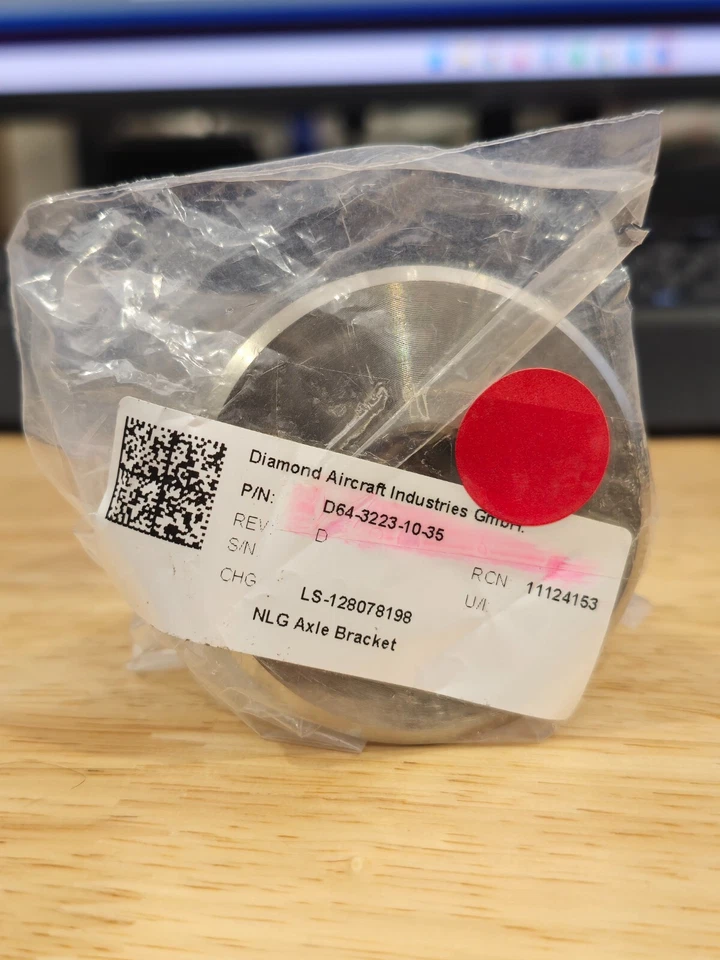 Diamond Aircraft Industries GmbH.
P/N: D64-3223-10-35
REV D
S/N RCN 11124153
CHG U/I:
LS-128078198
NLG Axle Bracket